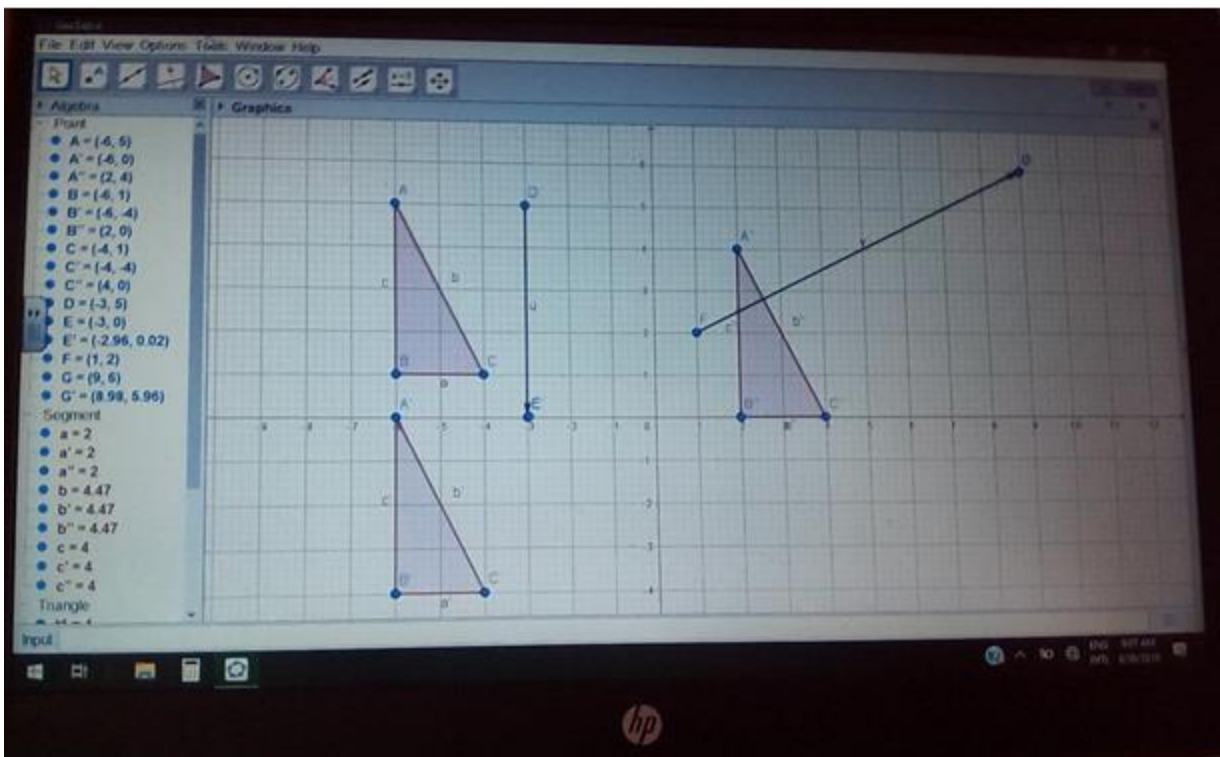 File Edit View Options Tools Window Help
Algebra
Graphics
Point
A = (-6, 5)
A' = (-6, 0)
A'' = (2, 4)
B = (-6, 1)
B' = (-6, -4)
B'' = (2, 0)
C = (-4, 1)
C' = (-4, -4)
C'' = (4, 0)
D = (-3, 5)
E = (-3, 0)
E' = (-2.96, 0.02)
F = (1, 2)
G = (9, 6)
G' = (8.98, 5.96)
Segment
a = 2
a' = 2
a'' = 2
b = 4.47
b' = 4.47
b'' = 4.47
c = 4
c' = 4
c'' = 4
Triangle
A
D
c
b
u
B
C
a
A'
E'
c
b'
B'
C
a'
A'
F
b'
B''
C'
Input
hp